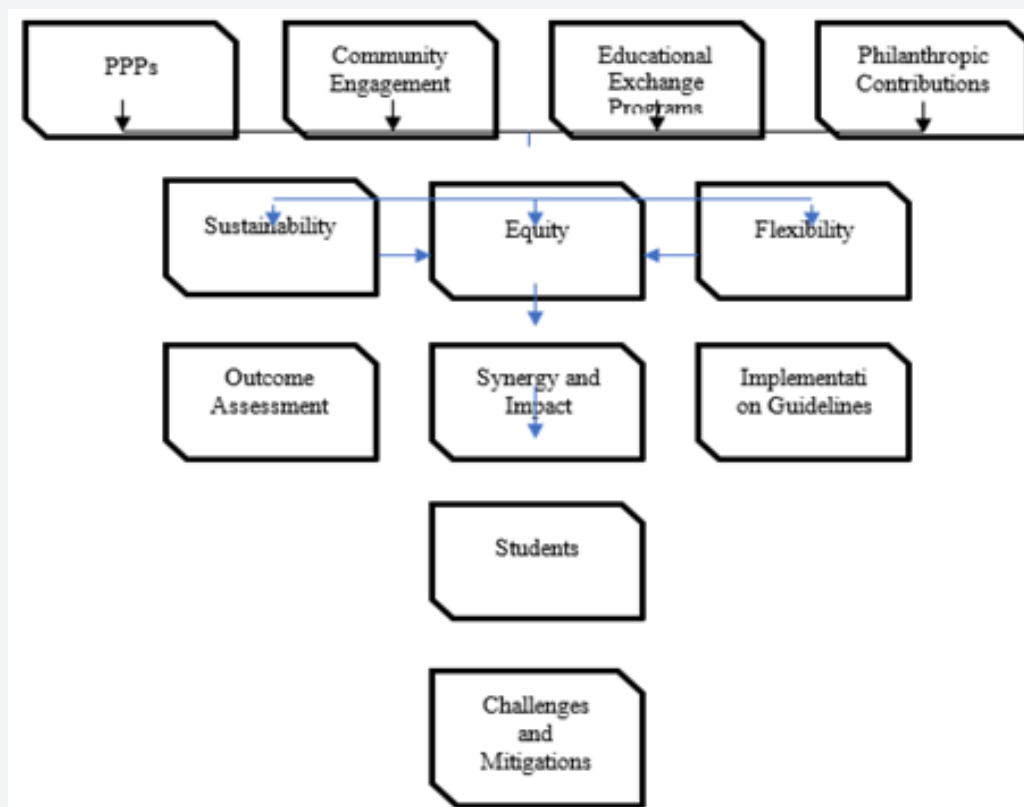 PPPs
Community
Engagement
Educational
Exchange
Programs
Philanthropic
Contributions
Sustainability
Equity
Flexibility
Outcome
Assessment
Synergy and
Impact
Implementati
on Guidelines
Students
Challenges
and
Mitigations